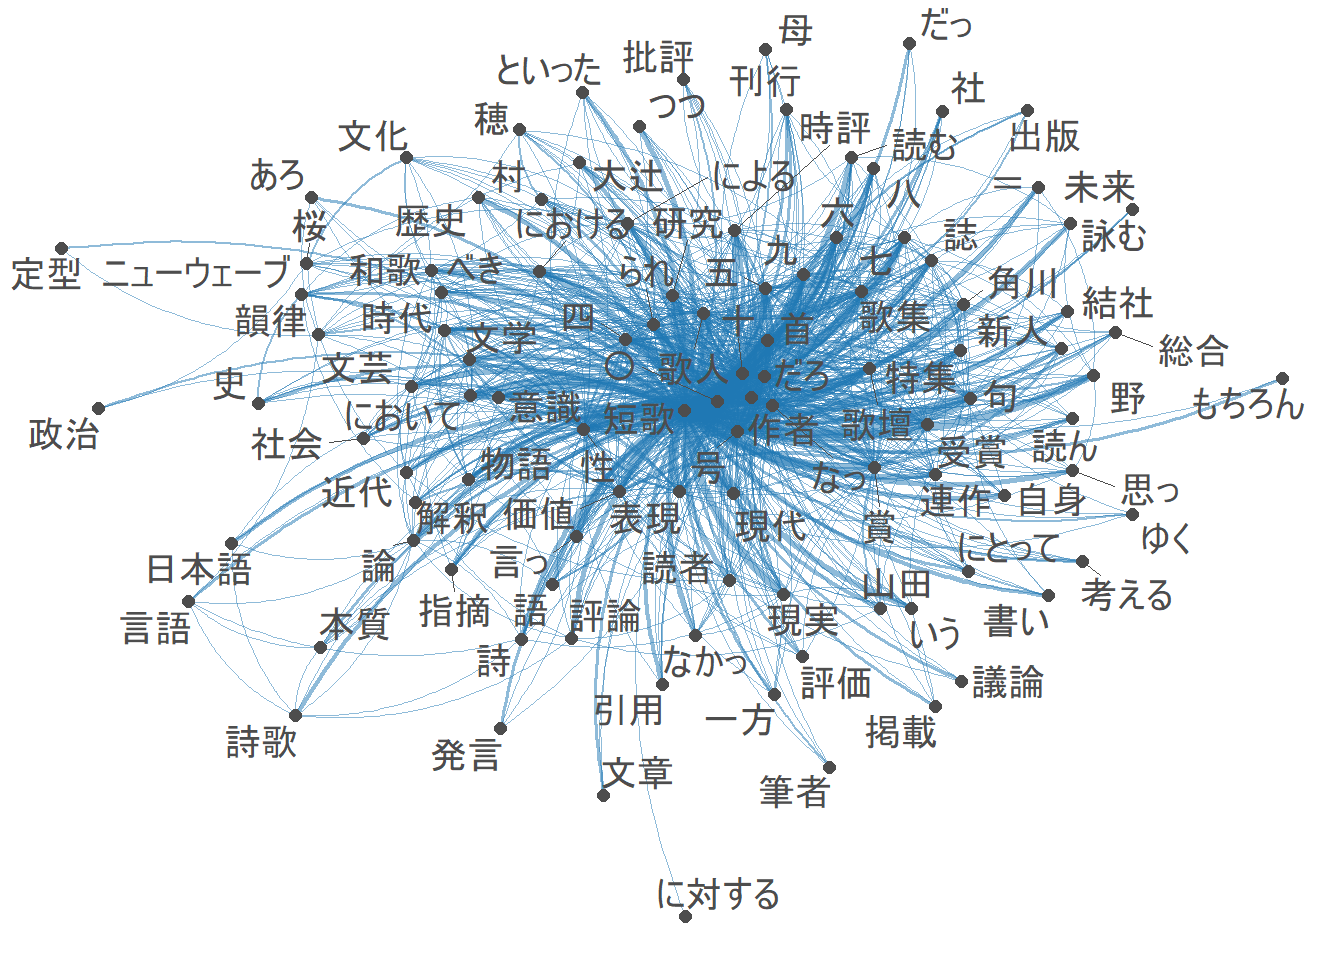 母
だっ
といった
批評
刊行
社
つつ
穂
時評
出版
文化
読む
あろ
村
大辻
による
八
二
未来
桜
歴史
における
研究
六
誌
詠む
定型
ニューウェーブ
和歌
べき
られ
五
九
七
角川
結社
韻律
時代
文学
四
十
首
歌集
新人
総合
史
文芸
〇
歌人
だろ
特集
句
野
もちろん
政治
において
意識
短歌
作者
歌壇
受賞
読ん
社会
物語
性
号
なっ
連作
自身
思っ
近代
解釈
価値
表現
現代
賞
ゆく
日本語
論
言っ
読者
にとって
考える
言語
本質
指摘
語
評論
現実
山田
いう
書い
詩
なかっ
評価
議論
詩歌
発言
引用
一方
掲載
文章
筆者
に対する